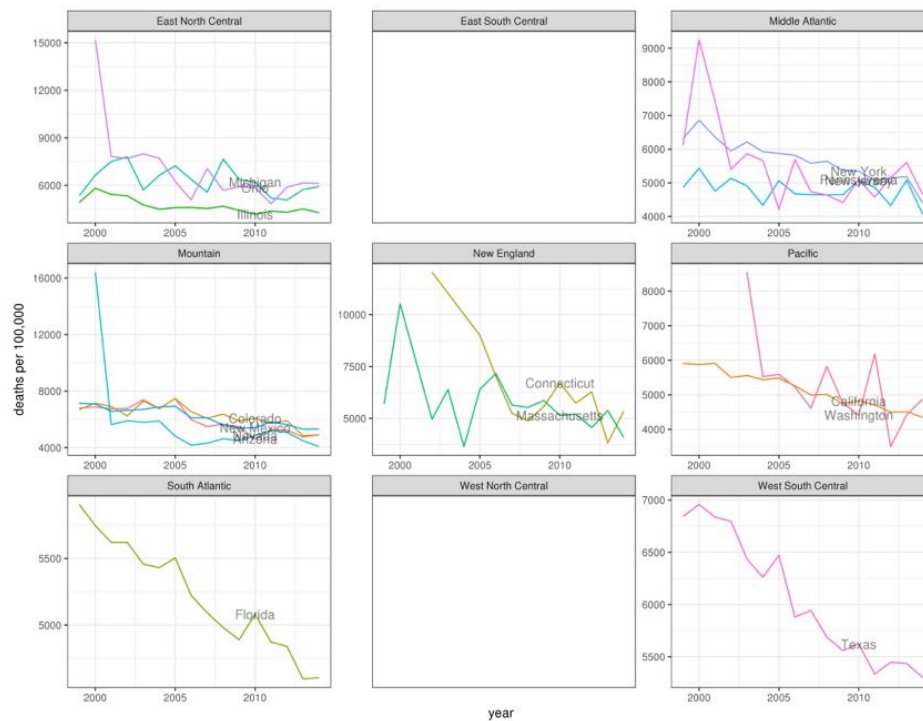 East North Central
East South Central
Middle Atlantic
15000
12000
9000
6000
Michigan
Ohio
Illinois
2000 2005 2010
9000
8000
7000
6000
5000
4000
New York
Pennsylvania
2000 2005 2010
Mountain
New England
Pacific
deaths per 100,000
16000
12000
8000
4000
Colorado
New Mexico
Nevada
Arizona
2000 2005 2010
10000
7500
5000
Connecticut
Massachusetts
2000 2005 2010
8000
7000
6000
5000
4000
California
Washington
2000 2005 2010
South Atlantic
West North Central
West South Central
5500
5000
Florida
2000 2005 2010
7000
6500
6000
5500
Texas
2000 2005 2010
year